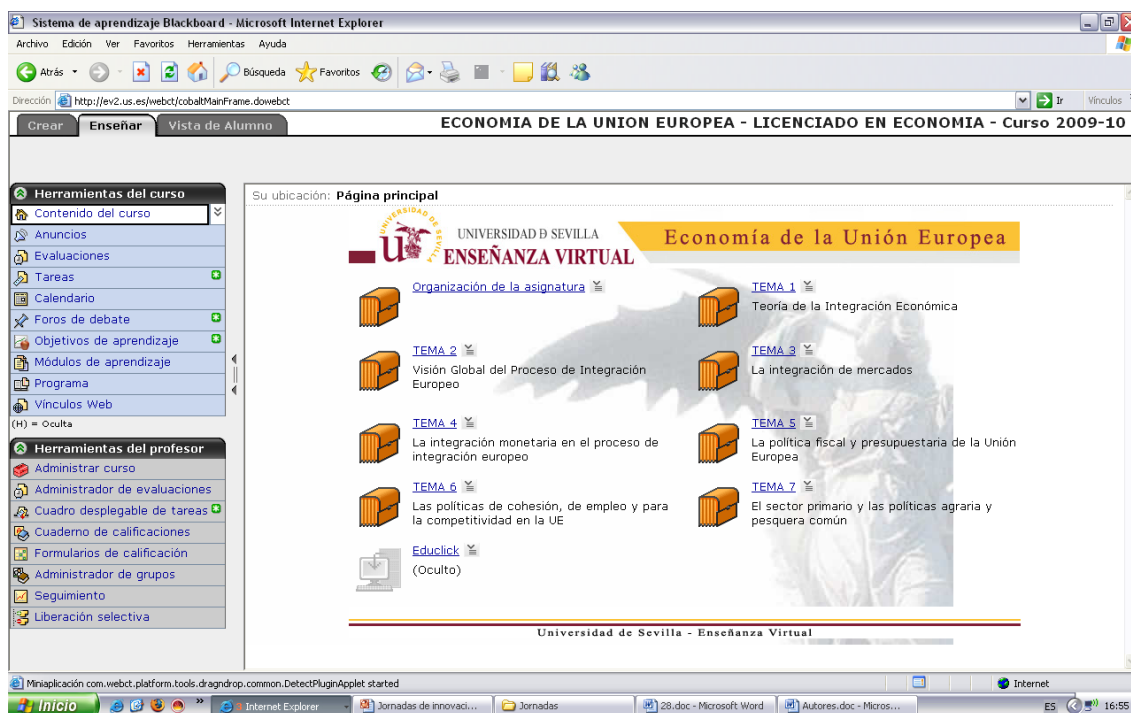 Sistema de aprendizaje Blackboard - Microsoft Internet Explorer
Archivo Edición Ver Favoritos Herramientas Ayuda
Atrás Búsqueda Favoritos
Dirección http://ev2.us.es/webct/cobaltMainFrame.dowebct Ir Vínculos
Crear Enseñar Vista de Alumno ECONOMIA DE LA UNION EUROPEA - LICENCIADO EN ECONOMIA - Curso 2009-10
Herramientas del curso
Contenido del curso
Anuncios
Evaluaciones
Tareas
Calendario
Foros de debate
Objetivos de aprendizaje
Módulos de aprendizaje
Programa
Vínculos Web
(H) = Oculta
Herramientas del profesor
Administrar curso
Administrador de evaluaciones
Cuadro desplegable de tareas
Cuaderno de calificaciones
Formularios de calificación
Administrador de grupos
Seguimiento
Liberación selectiva
Su ubicación: Página principal
UNIVERSIDAD DE SEVILLA
UNIVERSIDAD Ð SEVILLA
ENSEÑANZA VIRTUAL
Economía de la Unión Europea
Organización de la asignatura
TEMA 1
Teoría de la Integración Económica
TEMA 2
Visión Global del Proceso de Integración
Europeo
TEMA 3
La integración de mercados
TEMA 4
La integración monetaria en el proceso de
integración europeo
TEMA 5
La política fiscal y presupuestaria de la Unión
Europea
TEMA 6
Las políticas de cohesión, de empleo y para
la competitividad en la UE
TEMA 7
El sector primario y las políticas agraria y
pesquera común
Educlick
(Oculto)
Universidad de Sevilla - Enseñanza Virtual
Miniaplicación com.webct.platform.tools.dragndrop.common.DetectPluginApplet started Internet
Inicio » 3 Internet Explorer Jornadas de innovaci... Jornadas 28.doc - Microsoft Word Autores.doc - Micros... ES 16:55